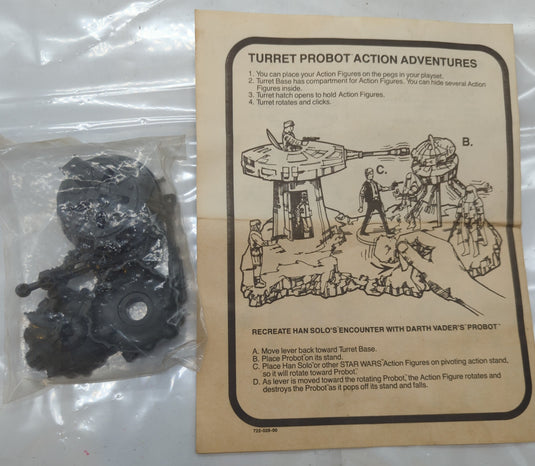 TURRET PROBOT ACTION ADVENTURES
1. You can place your Action Figures on the pegs in your playset.
2. Turret Base has compartment for Action Figures. You can hide several Action
Figures inside.
3. Turret hatch opens to hold Action Figures.
4. Turret rotates and clicks.
B.
C.
RECREATE HAN SOLO'S ENCOUNTER WITH DARTH VADER'S PROBOT
A. Move lever back toward Turret Base.
B. Place Probot on its stand.
C. Place Han Solo or other STAR WARS Action Figures on pivoting action stand,
so it will rotate toward Probot.
D. As lever is moved toward the rotating Probot, the Action Figure rotates and
destroys the Probot as it pops off its stand and falls.